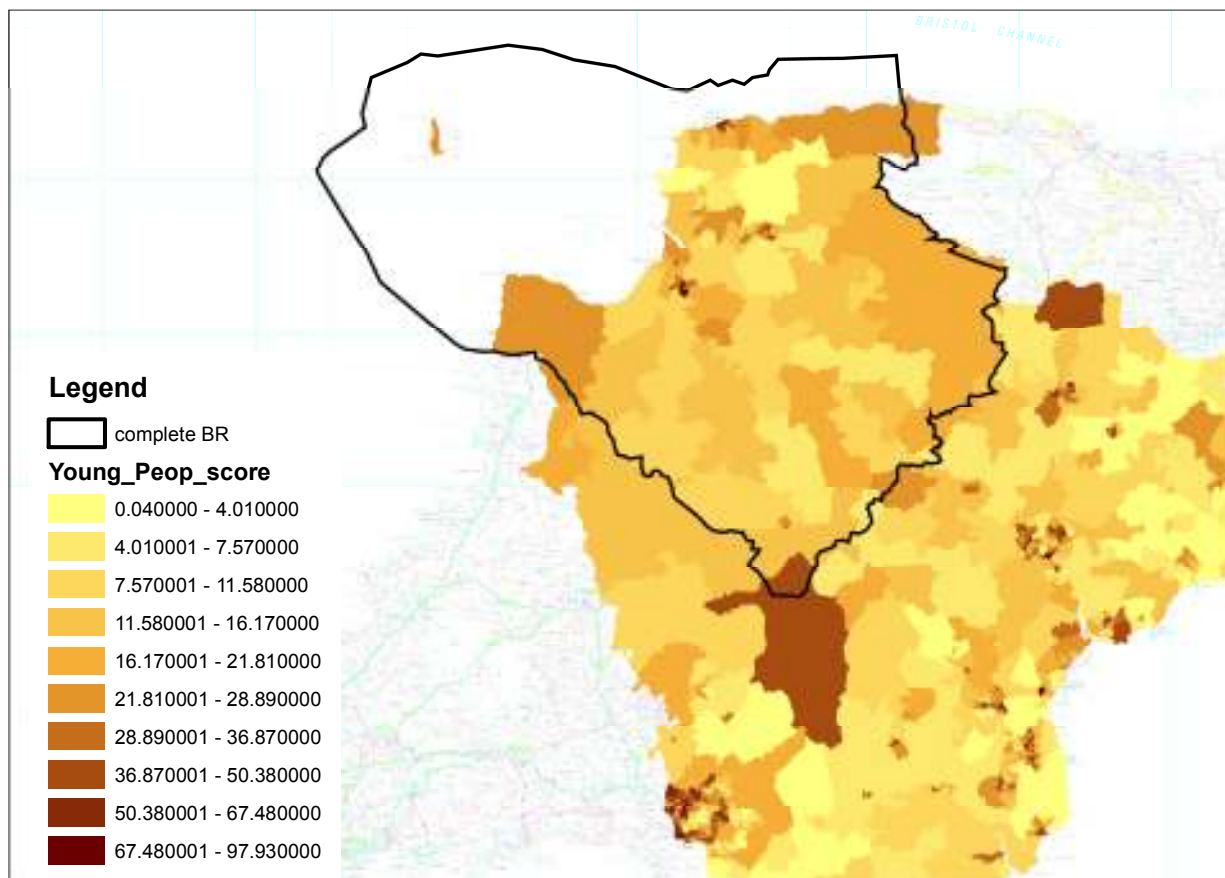 BRISTOL CHANNEL
Legend
complete BR
Young_Peop_score
0.040000 - 4.010000
4.010001 - 7.570000
7.570001 - 11.580000
11.580001 - 16.170000
16.170001 - 21.810000
21.810001 - 28.890000
28.890001 - 36.870000
36.870001 - 50.380000
50.380001 - 67.480000
67.480001 - 97.930000